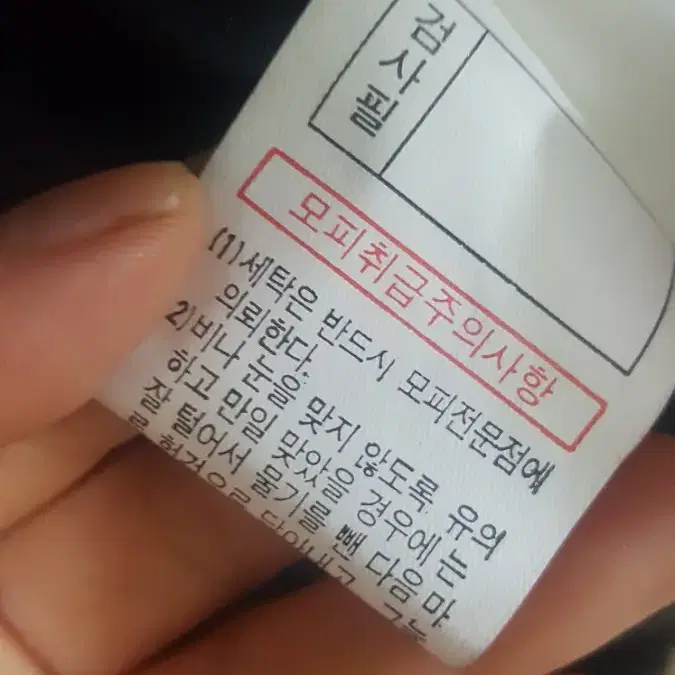 검사필
모피취급주의사항
(1)세탁은 반드시 모피전문점에
의뢰한다.
2)비나 눈을 맞지 않도록 유의
하고 만일 맞았을 경우에는
잘 털어서 물기를 뺀 다음 마